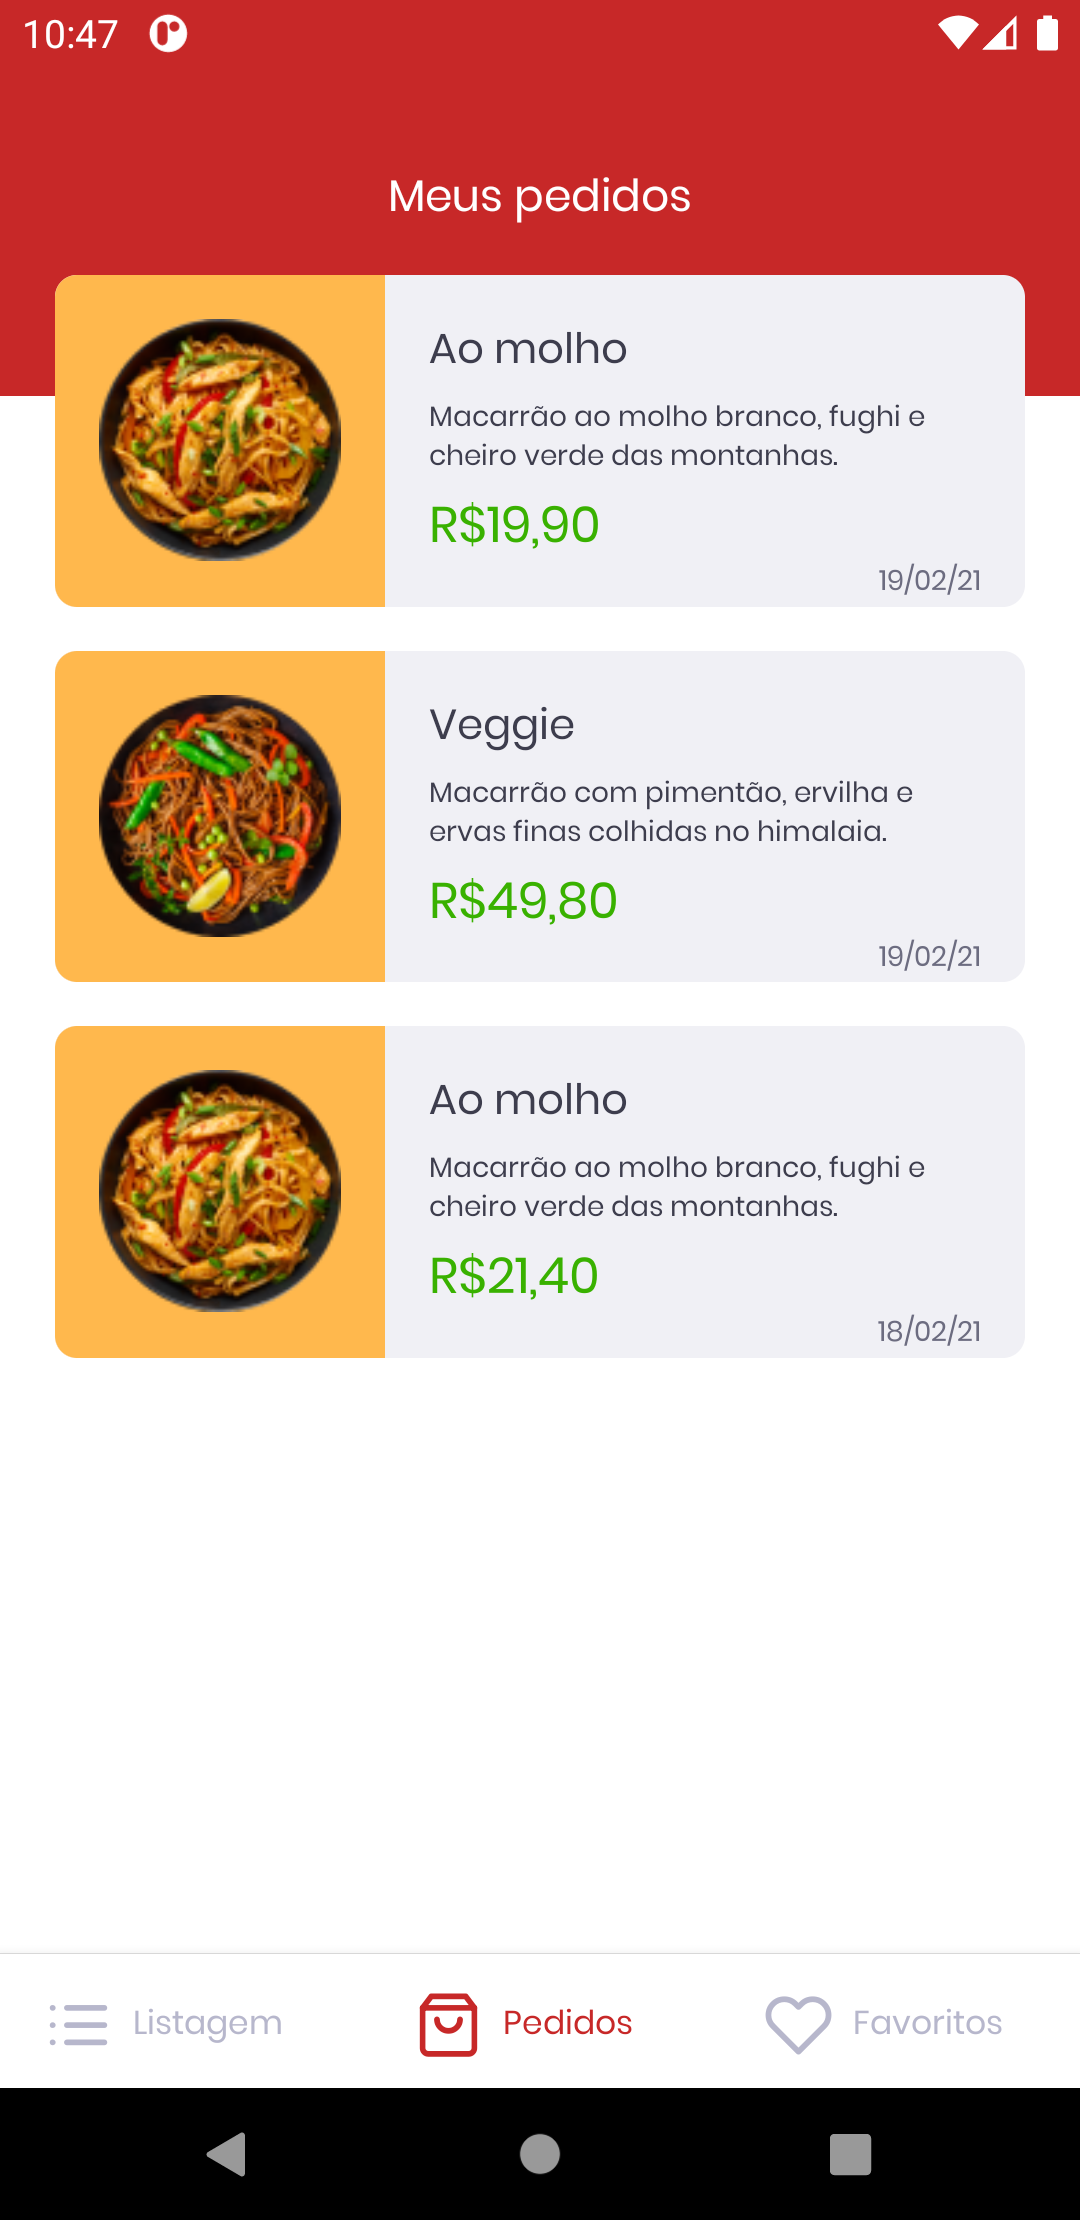 10:47
Meus pedidos
Ao molho
Macarrão ao molho branco, fughi e
cheiro verde das montanhas.
R$19,90
19/02/21
Veggie
Macarrão com pimentão, ervilha e
ervas finas colhidas no himalaia.
R$49,80
19/02/21
Ao molho
Macarrão ao molho branco, fughi e
cheiro verde das montanhas.
R$21,40
18/02/21
Listagem Pedidos Favoritos